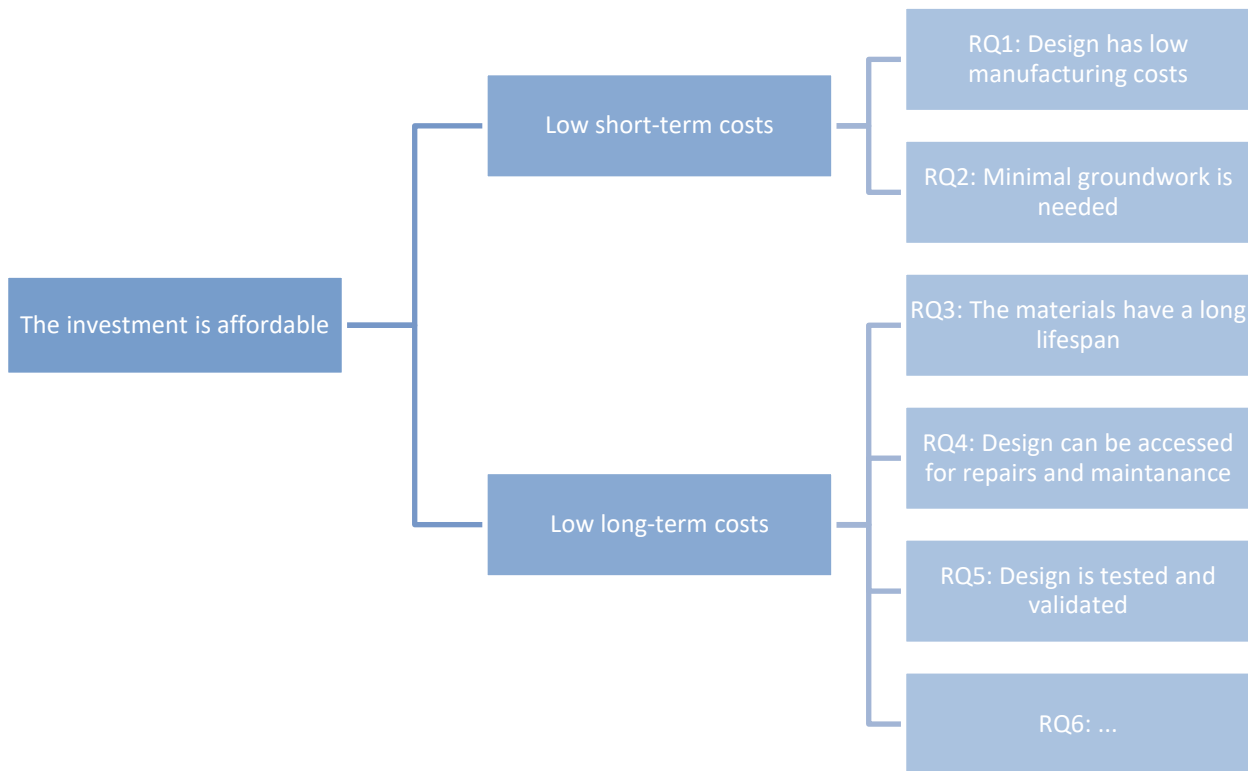 RQ1: Design has low
manufacturing costs
Low short-term costs
RQ2: Minimal groundwork is
needed
The investment is affordable
RQ3: The materials have a long
lifespan
RQ4: Design can be accessed
for repairs and maintanance
Low long-term costs
RQ5: Design is tested and
validated
RQ6: ...